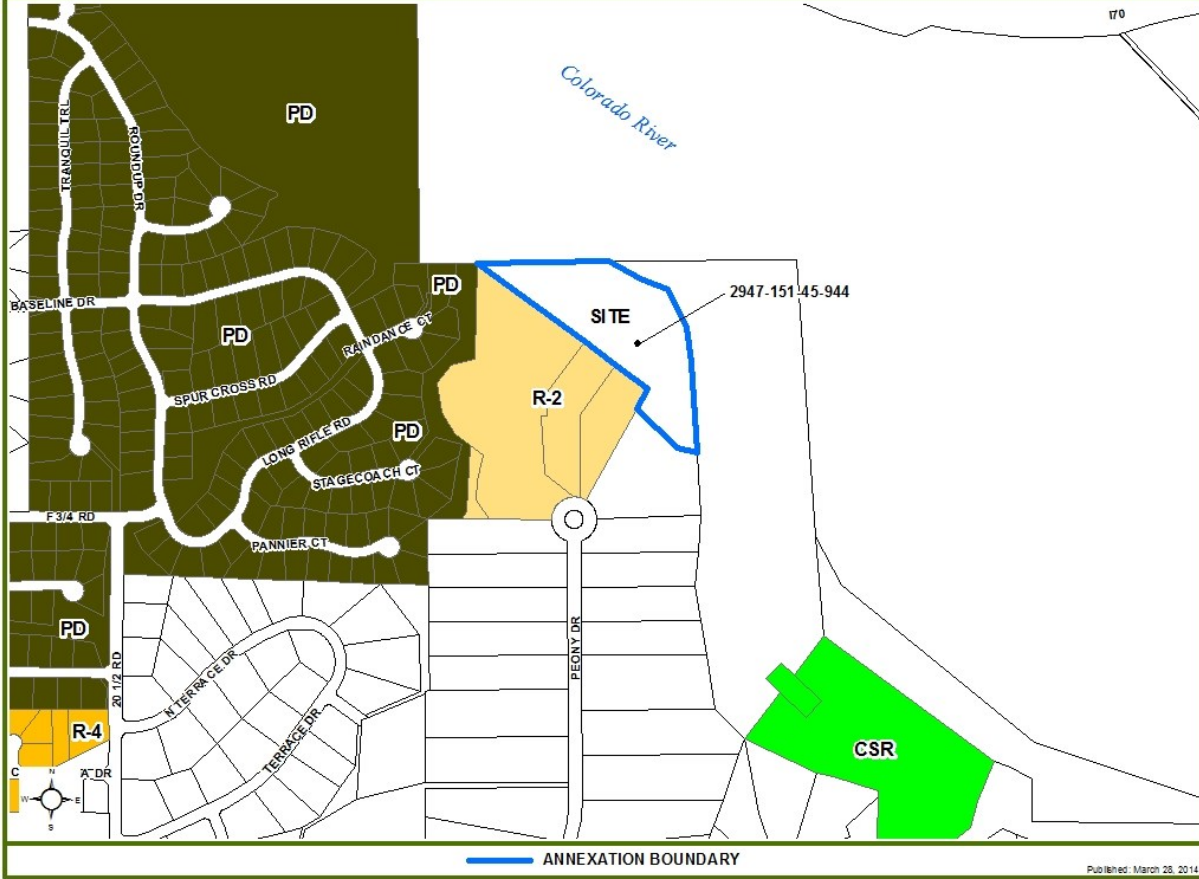 I70
Colorado River
PD
TRANQUIL TRL
ROUNDUP DR
BASELINE DR
PD
PD
RAINDANCE CT
SITE
2947-151-45-944
SPUR CROSS RD
R-2
LONG RIFLE RD
PD
STAGECOACH CT
F 3/4 RD
PANNIER CT
PD
20 1/2 RD
N TERRACE DR
PEONY DR
TERRACE DR
R-4
CSR
C
A DR
N
W
E
S
ANNEXATION BOUNDARY
Published: March 28, 2014